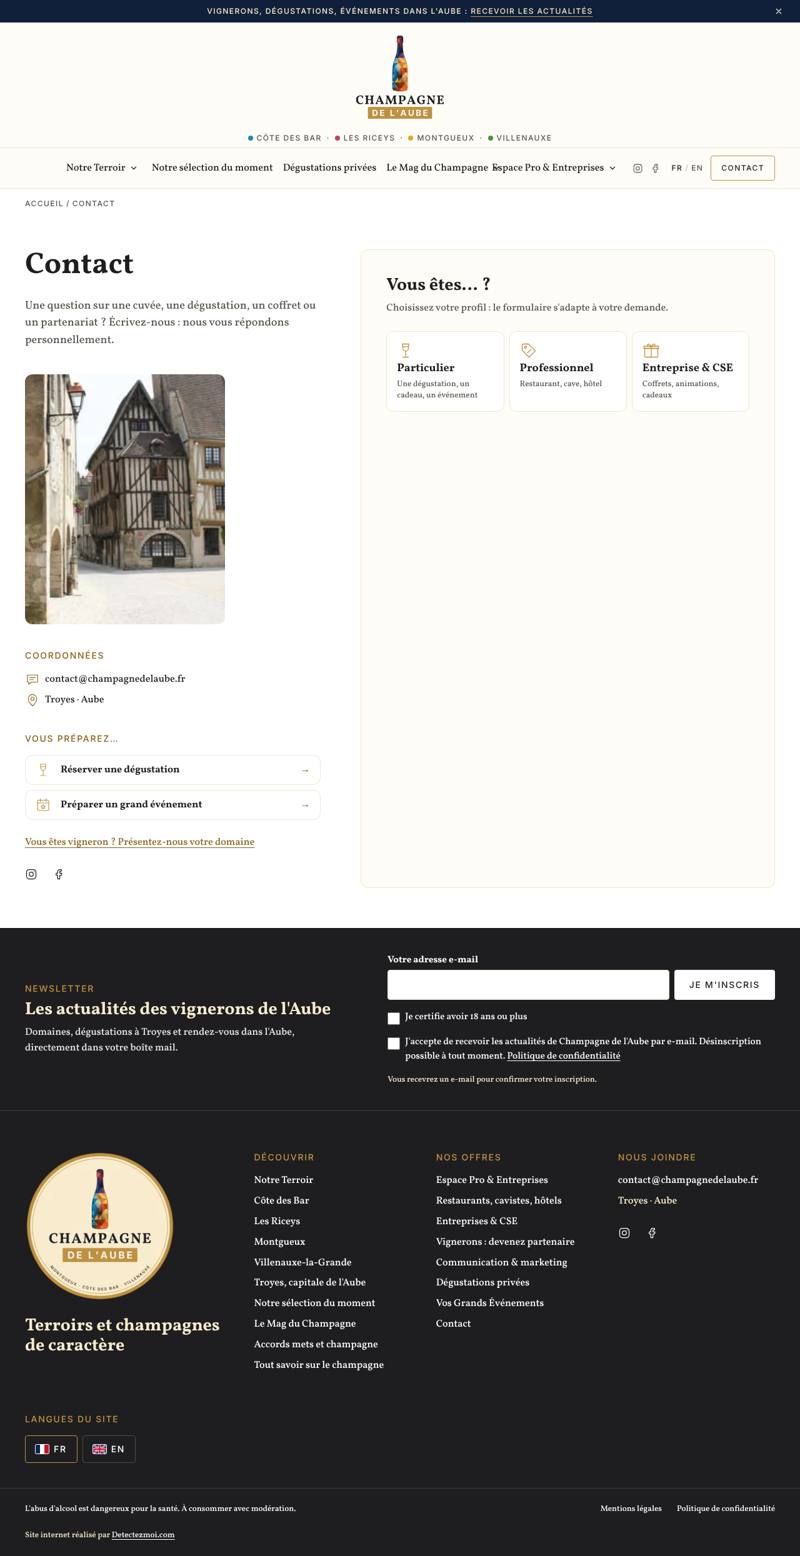 VIGNERONS, DÉGUSTATIONS, ÉVÉNEMENTS DANS L'AUBE : RECEVOIR LES ACTUALITÉS ✕
CHAMPAGNE
DE L'AUBE
CÔTE DES BAR · LES RICEYS · MONTGUEUX · VILLENAUXE
Notre Terroir Notre sélection du moment Dégustations privées Le Mag du Champagne Espace Pro & Entreprises FR / EN CONTACT
ACCUEIL / CONTACT
Contact
Une question sur une cuvée, une dégustation, un coffret ou
un partenariat ? Écrivez-nous : nous vous répondons
personnellement.
COORDONNÉES
contact@champagnedelaube.fr
Troyes · Aube
VOUS PRÉPAREZ…
Réserver une dégustation →
Préparer un grand événement →
Vous êtes vigneron ? Présentez-nous votre domaine
Vous êtes… ?
Choisissez votre profil : le formulaire s'adapte à votre demande.
Particulier
Une dégustation, un
cadeau, un événement
Professionnel
Restaurant, cave, hôtel
Entreprise & CSE
Coffrets, animations,
cadeaux
NEWSLETTER
Les actualités des vignerons de l'Aube
Domaines, dégustations à Troyes et rendez-vous dans l'Aube,
directement dans votre boîte mail.
Votre adresse e-mail
JE M'INSCRIS
Je certifie avoir 18 ans ou plus
J'accepte de recevoir les actualités de Champagne de l'Aube par e-mail. Désinscription
possible à tout moment. Politique de confidentialité
Vous recevrez un e-mail pour confirmer votre inscription.
CHAMPAGNE
DE L'AUBE
MONTGUEUX · CÔTE DES BAR · VILLENAUXE
Terroirs et champagnes
de caractère
DÉCOUVRIR
Notre Terroir
Côte des Bar
Les Riceys
Montgueux
Villenauxe-la-Grande
Troyes, capitale de l'Aube
Notre sélection du moment
Le Mag du Champagne
Accords mets et champagne
Tout savoir sur le champagne
NOS OFFRES
Espace Pro & Entreprises
Restaurants, cavistes, hôtels
Entreprises & CSE
Vignerons : devenez partenaire
Communication & marketing
Dégustations privées
Vos Grands Événements
Contact
NOUS JOINDRE
contact@champagnedelaube.fr
Troyes · Aube
LANGUES DU SITE
FR EN
L'abus d'alcool est dangereux pour la santé. À consommer avec modération. Mentions légales Politique de confidentialité
Site internet réalisé par Detectezmoi.com